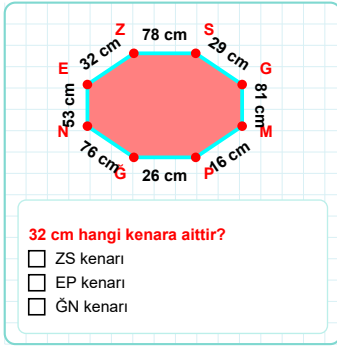 Z 78 cm S
32 cm 29 cm
E G
53 cm 81 cm
N M
76 cm 16 cm
Ğ 26 cm P
32 cm hangi kenara aittir?
ZS kenarı
EP kenarı
ĞN kenarı